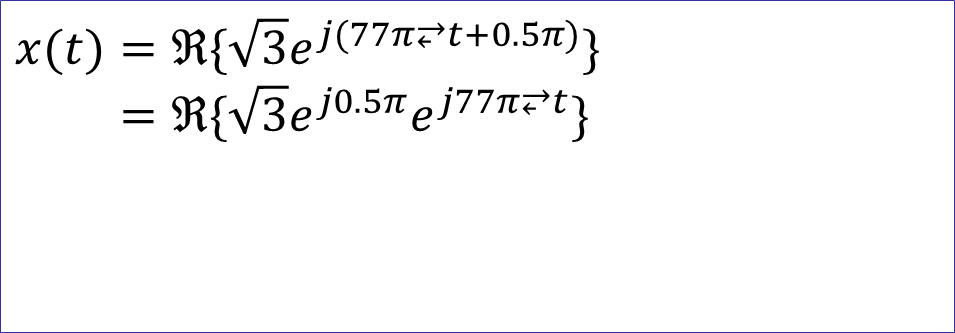 x(t) = ℜ{√3e^{j(77π⥂t+0.5π)}}
= ℜ{√3e^{j0.5π}e^{j77π⥂t}}